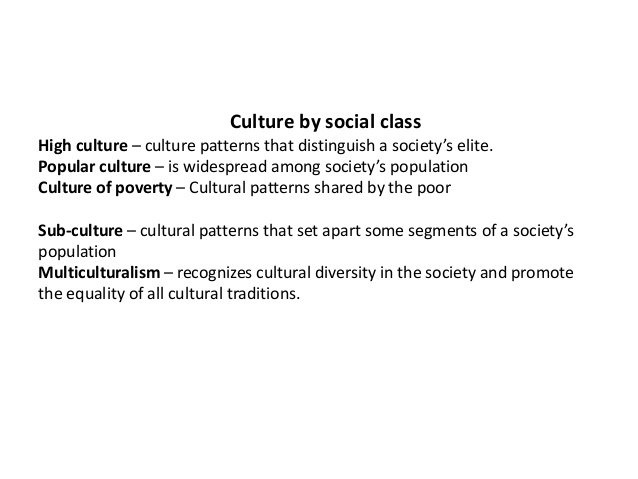 Culture by social class
High culture – culture patterns that distinguish a society’s elite.
Popular culture – is widespread among society’s population
Culture of poverty – Cultural patterns shared by the poor
Sub-culture – cultural patterns that set apart some segments of a society’s
population
Multiculturalism – recognizes cultural diversity in the society and promote
the equality of all cultural traditions.